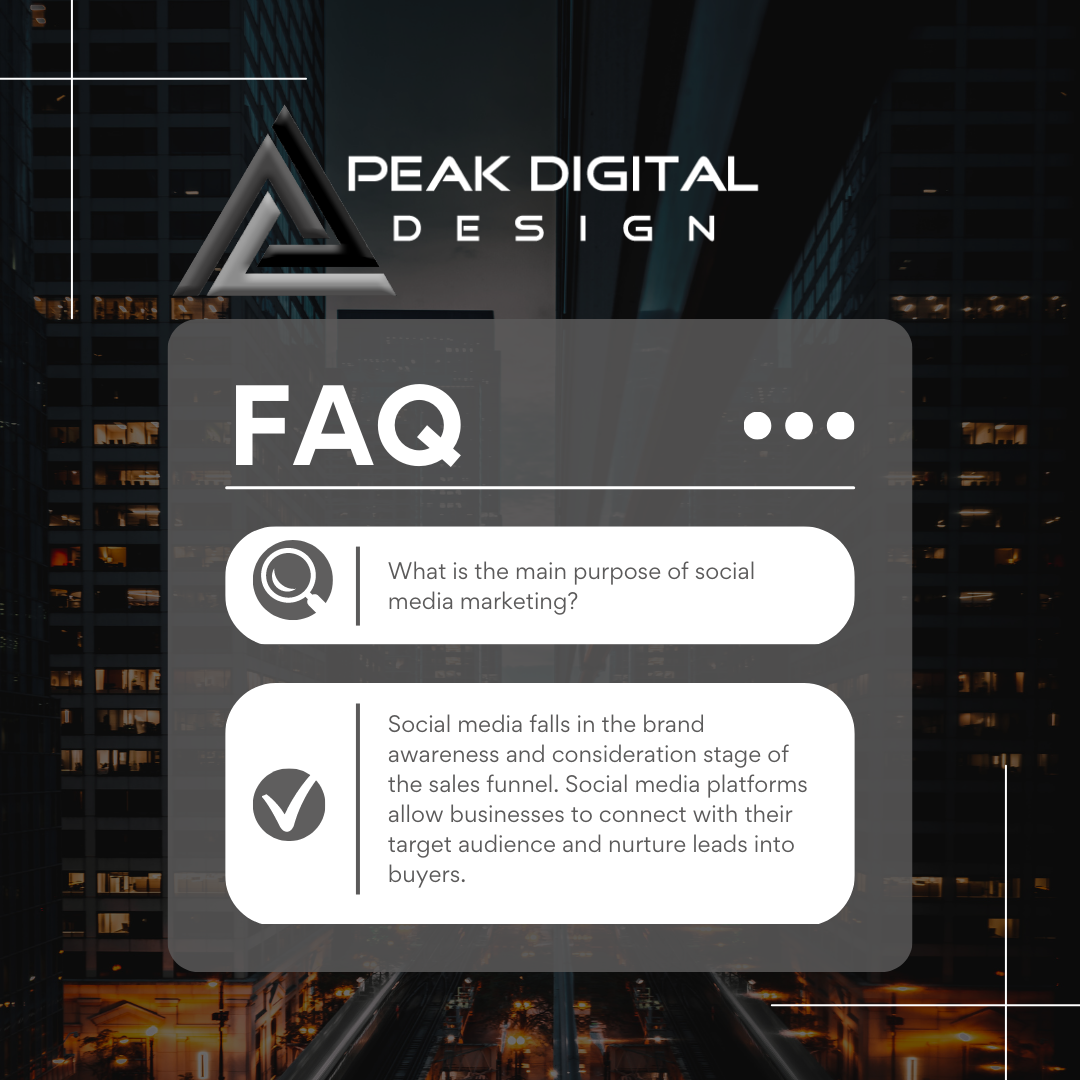 PEAK DIGITAL
DESIGN
FAQ
What is the main purpose of social
media marketing?
Social media falls in the brand
awareness and consideration stage of
the sales funnel. Social media platforms
allow businesses to connect with their
target audience and nurture leads into
buyers.